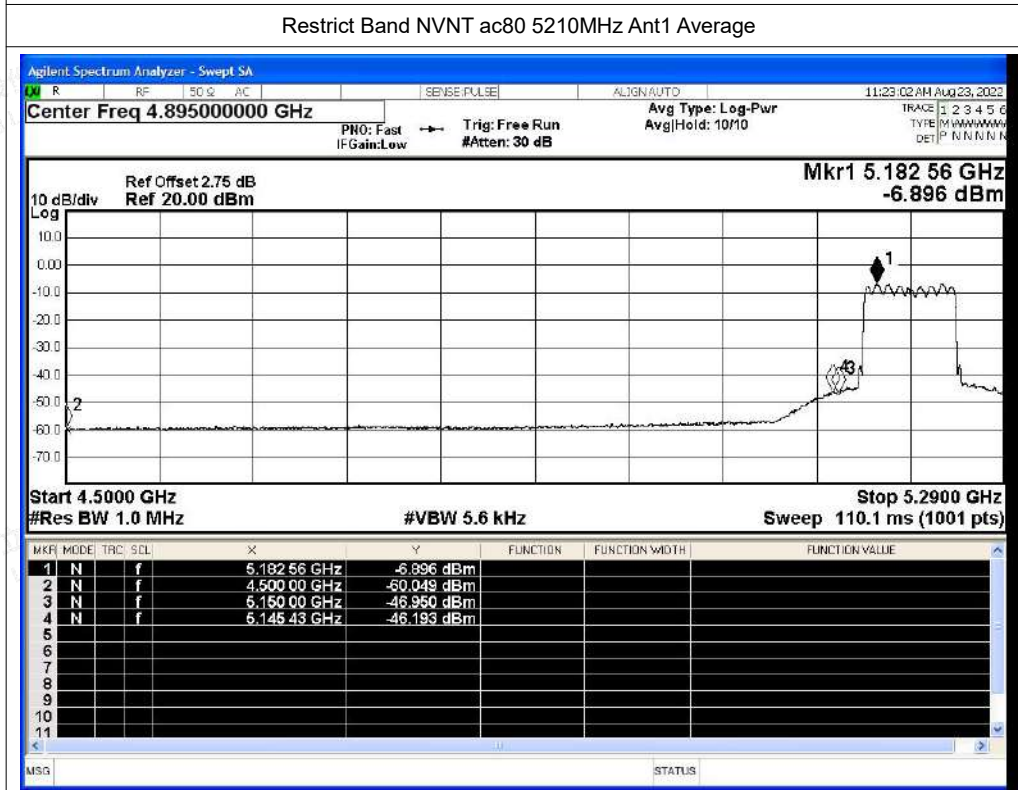 Restrict Band NVNT ac80 5210MHz Ant1 Average
Agilent Spectrum Analyzer - Swept SA
R RF 50 Ω AC SENSE:PULSE ALIGN AUTO 11:23:02 AM Aug 23, 2022
Center Freq 4.895000000 GHz Avg Type: Log-Pwr TRACE 1 2 3 4 5 6
PNO: Fast Trig: Free Run Avg|Hold: 10/10 TYPE M WWWWW
IFGain:Low #Atten: 30 dB DET P N N N N N
Mkr1 5.182 56 GHz
Ref Offset 2.75 dB
10 dB/div Ref 20.00 dBm -6.896 dBm
Log
10.0
0.00
-10.0
-20.0
-30.0
-40.0
-50.0
-60.0
-70.0
1
2
43
Start 4.5000 GHz Stop 5.2900 GHz
#Res BW 1.0 MHz #VBW 5.6 kHz Sweep 110.1 ms (1001 pts)
MKR MODE TRC SCL X Y FUNCTION FUNCTION WIDTH FUNCTION VALUE
1 N f 5.182 56 GHz -6.896 dBm
2 N f 4.500 00 GHz -60.049 dBm
3 N f 5.150 00 GHz -46.950 dBm
4 N f 5.145 43 GHz -46.193 dBm
5
6
7
8
9
10
11
MSG STATUS